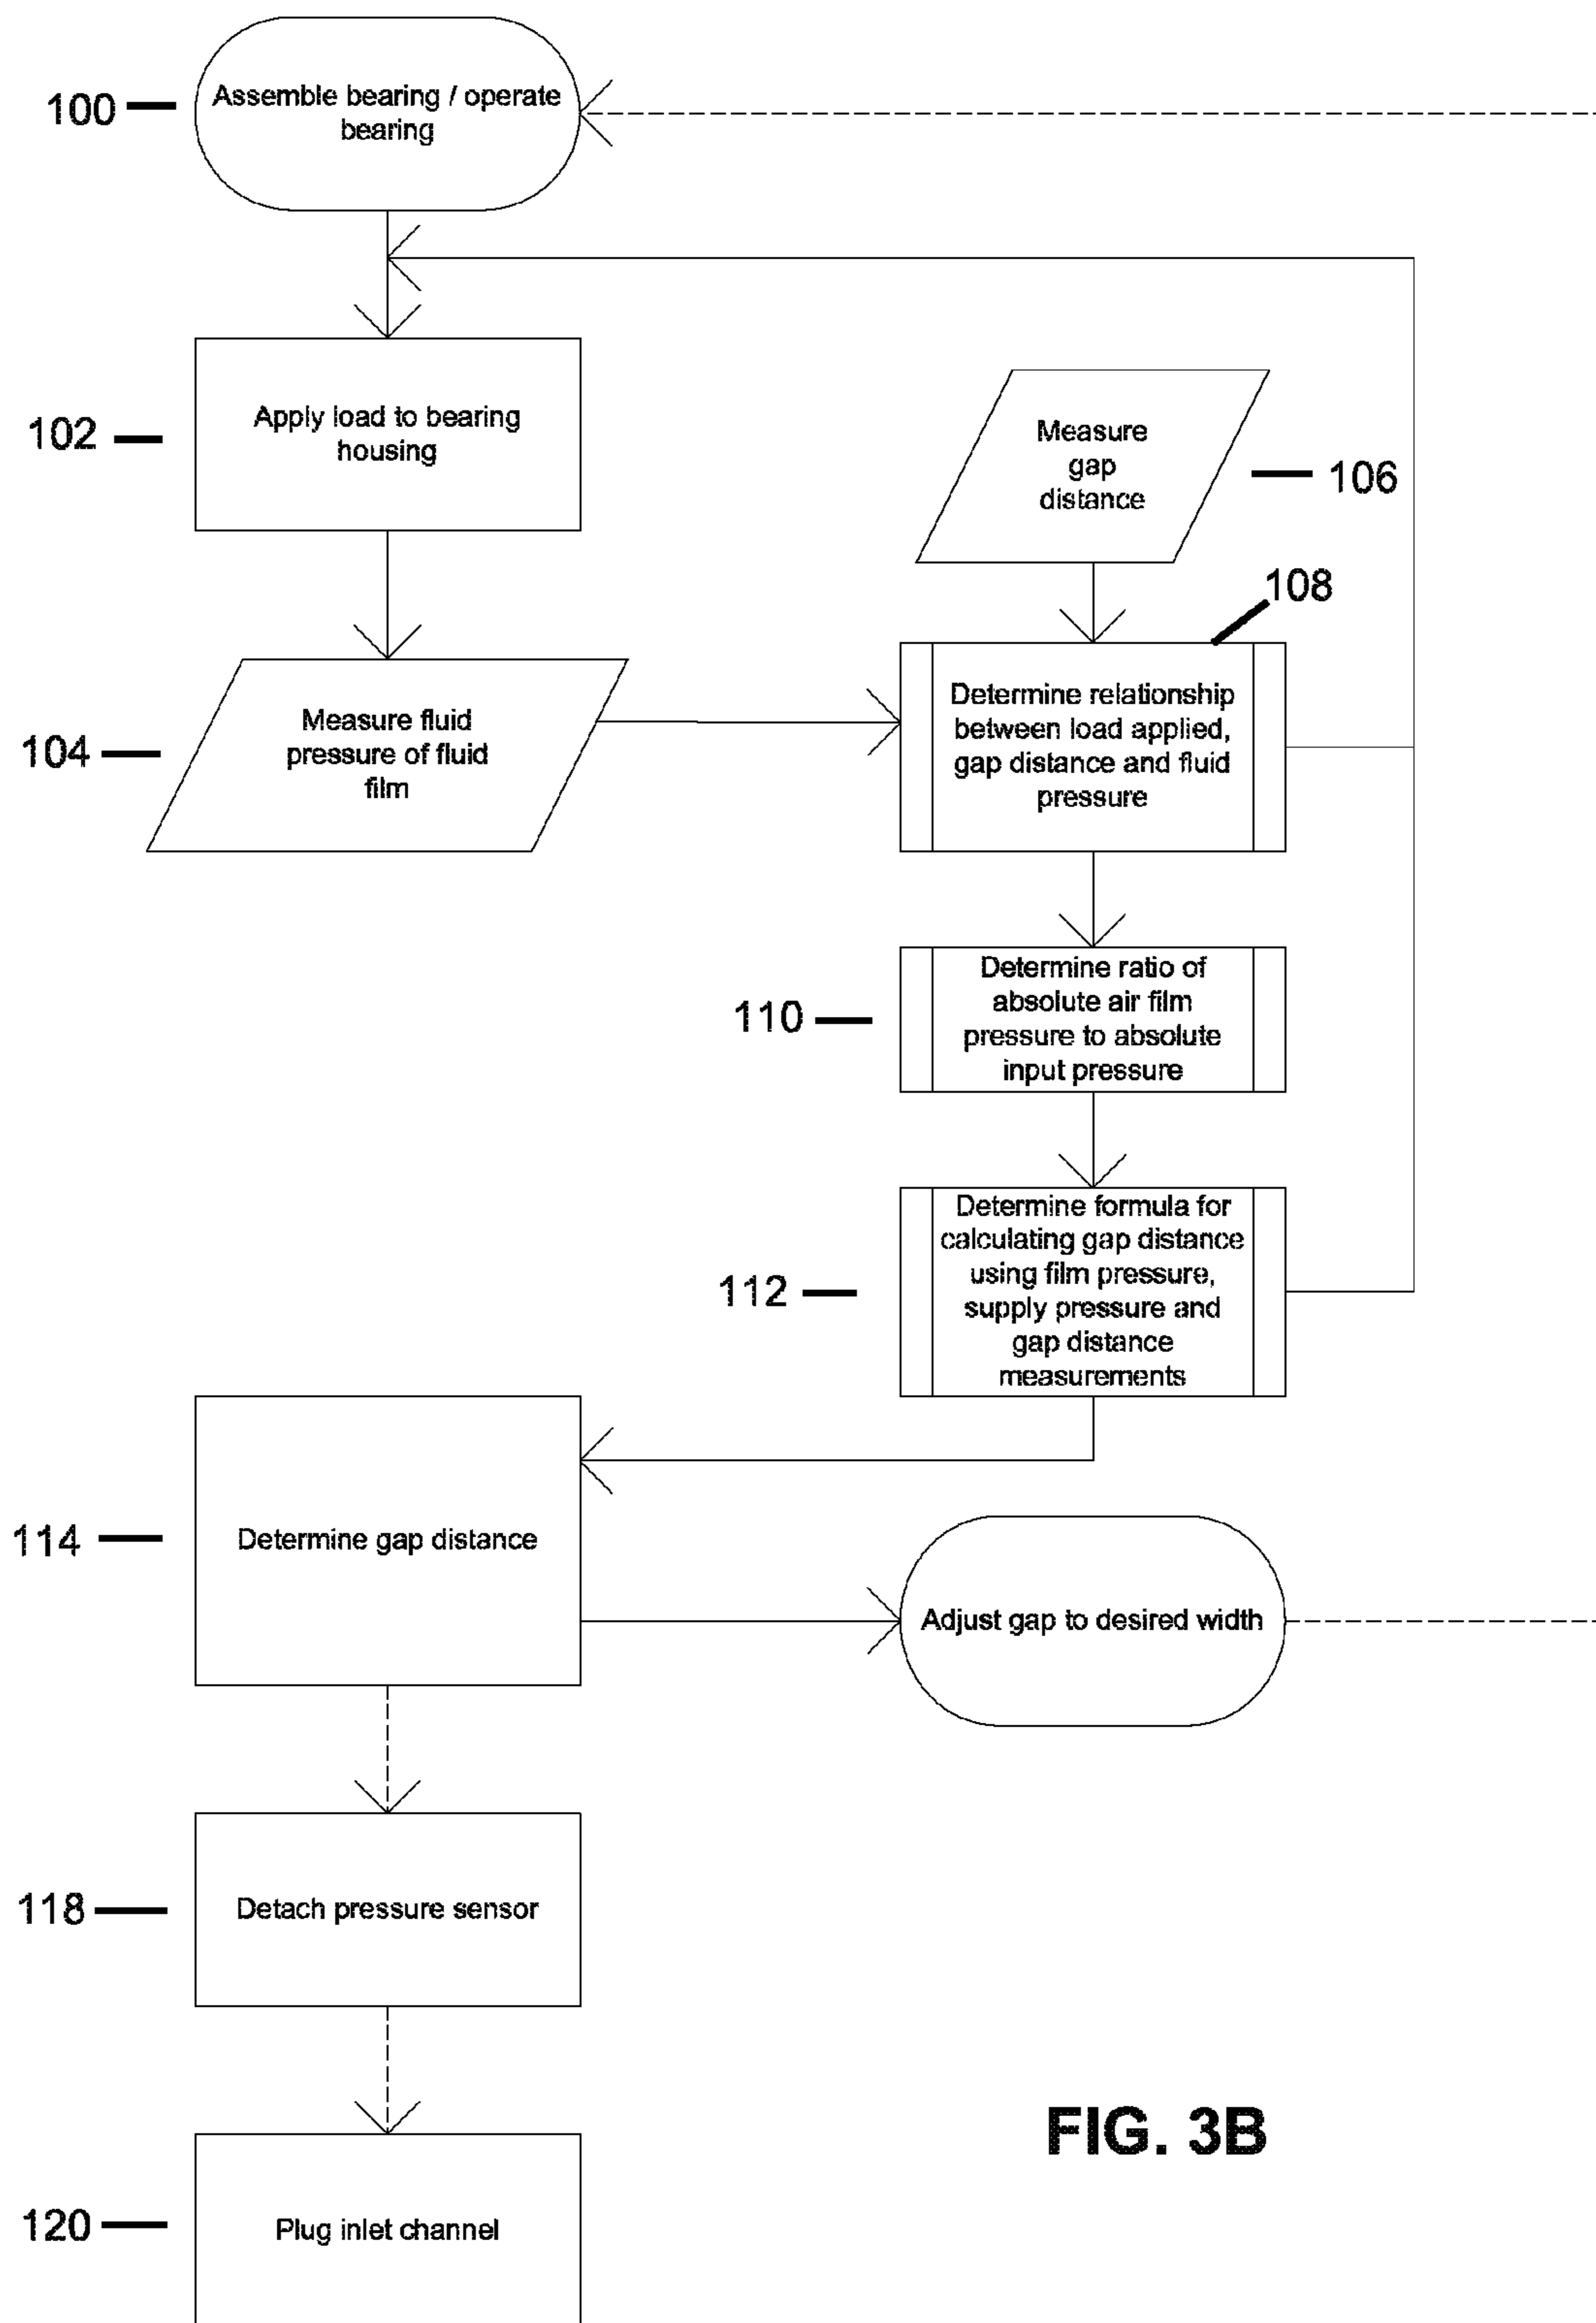 100
Assemble bearing / operate
bearing
102
Apply load to bearing
housing
Measure
gap
distance
106
108
104
Measure fluid
pressure of fluid
film
Determine relationship
between load applied,
gap distance and fluid
pressure
110
Determine ratio of
absolute air film
pressure to absolute
input pressure
112
Determine formula for
calculating gap distance
using film pressure,
supply pressure and
gap distance
measurements
114
Determine gap distance
Adjust gap to desired width
118
Detach pressure sensor
FIG. 3B
120
Plug inlet channel